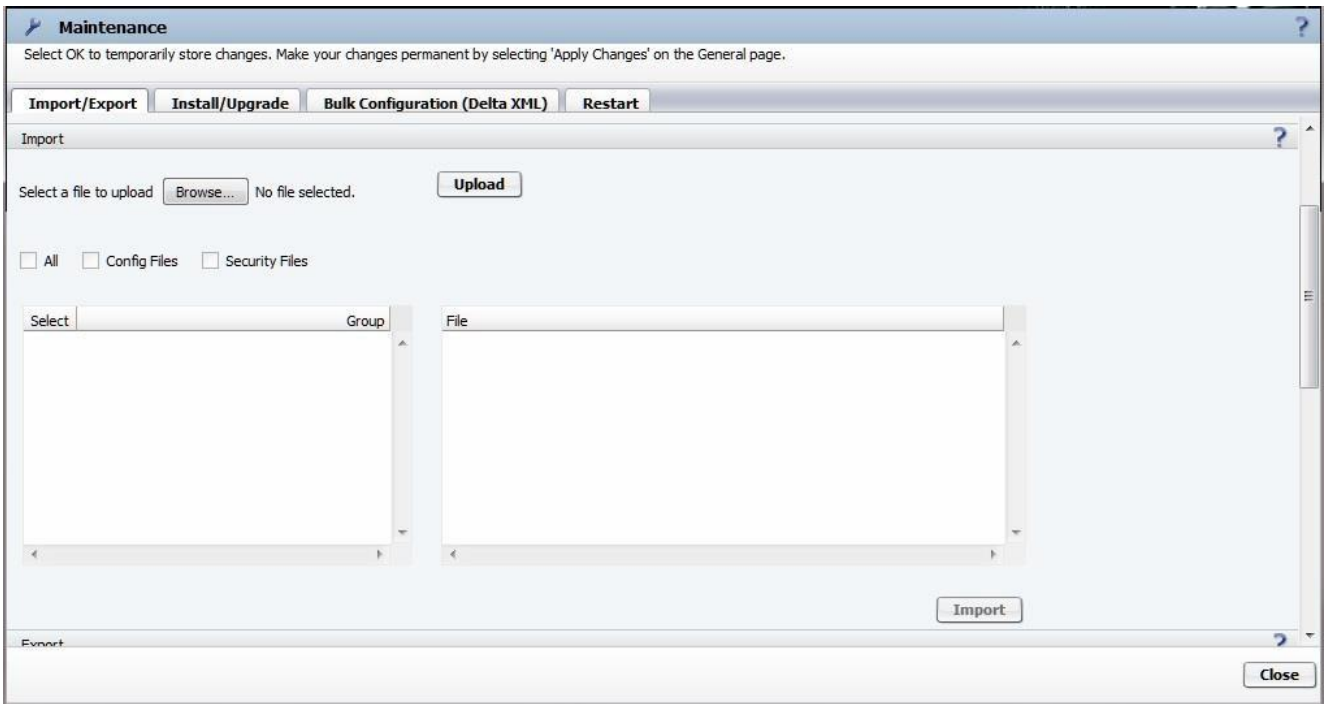 Maintenance
?
Select OK to temporarily store changes. Make your changes permanent by selecting 'Apply Changes' on the General page.
Import/Export Install/Upgrade Bulk Configuration (Delta XML) Restart
Import ?
Select a file to upload Browse... No file selected. Upload
All Config Files Security Files
Select Group File
Import
Export ?
Close